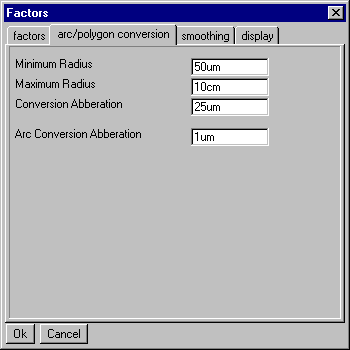 Factors
factors arc/polygon conversion smoothing display
Minimum Radius 50um
Maximum Radius 10cm
Conversion Abberation 25um
Arc Conversion Abberation 1um
Ok Cancel